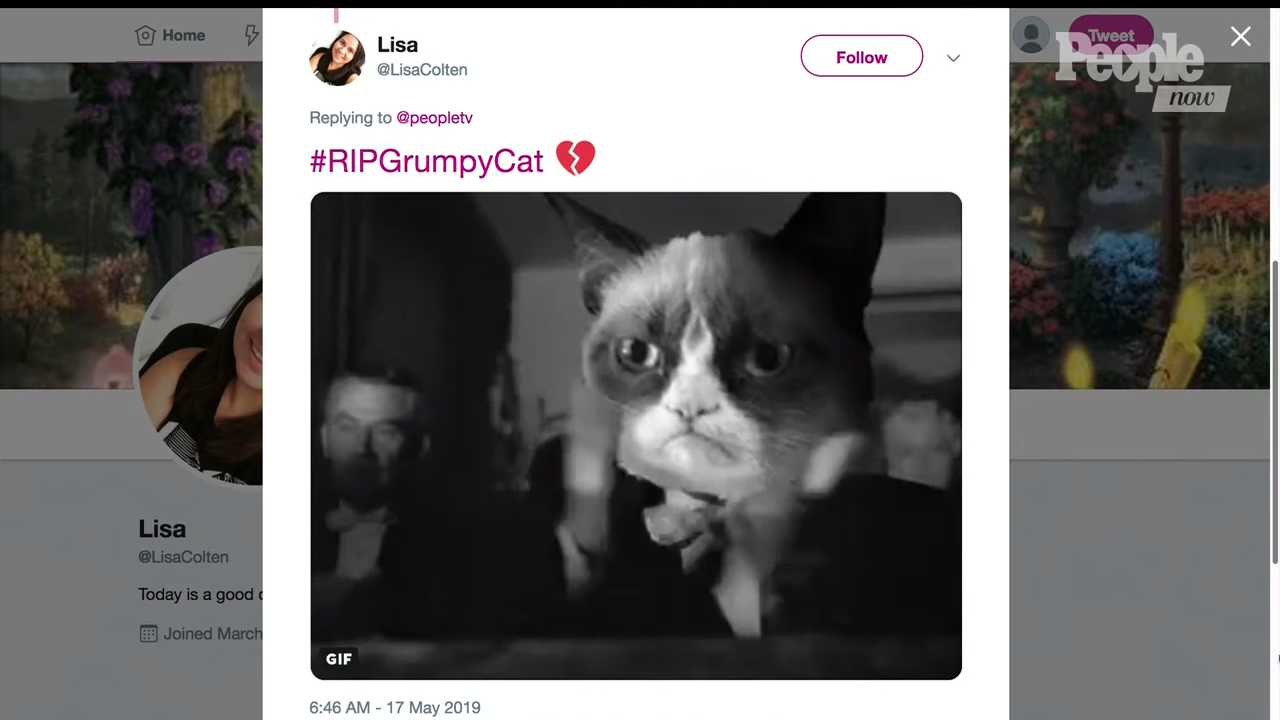 Home
Lisa
@LisaColten
Follow
Tweet
People
now
Replying to @peopletv
#RIPGrumpyCat 💔
GIF
6:46 AM - 17 May 2019
Lisa
@LisaColten
Today is a good
Joined March